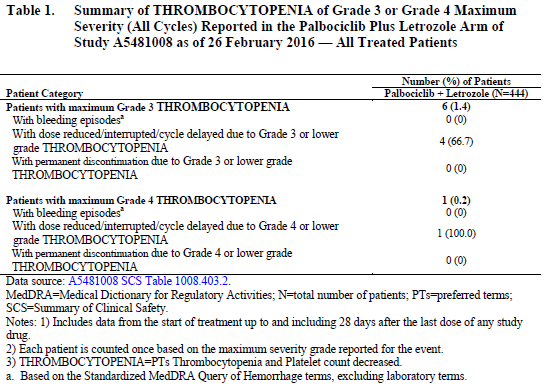 Table 1. Summary of THROMBOCYTOPENIA of Grade 3 or Grade 4 Maximum
Severity (All Cycles) Reported in the Palbociclib Plus Letrozole Arm of
Study A5481008 as of 26 February 2016 — All Treated Patients
Number (%) of Patients
Patient Category Palbociclib + Letrozole (N=444)
Patients with maximum Grade 3 THROMBOCYTOPENIA 6 (1.4)
With bleeding episodesa 0 (0)
With dose reduced/interrupted/cycle delayed due to Grade 3 or lower
grade THROMBOCYTOPENIA 4 (66.7)
With permanent discontinuation due to Grade 3 or lower grade
THROMBOCYTOPENIA 0 (0)
Patients with maximum Grade 4 THROMBOCYTOPENIA 1 (0.2)
With bleeding episodesa 0 (0)
With dose reduced/interrupted/cycle delayed due to Grade 4 or lower
grade THROMBOCYTOPENIA 1 (100.0)
With permanent discontinuation due to Grade 4 or lower grade
THROMBOCYTOPENIA 0 (0)
Data source: A5481008 SCS Table 1008.403.2.
MedDRA=Medical Dictionary for Regulatory Activities; N=total number of patients; PTs=preferred terms;
SCS=Summary of Clinical Safety.
Notes: 1) Includes data from the start of treatment up to and including 28 days after the last dose of any study
drug.
2) Each patient is counted once based on the maximum severity grade reported for the event.
3) THROMBOCYTOPENIA=PTs Thrombocytopenia and Platelet count decreased.
a. Based on the Standardized MedDRA Query of Hemorrhage terms, excluding laboratory terms.